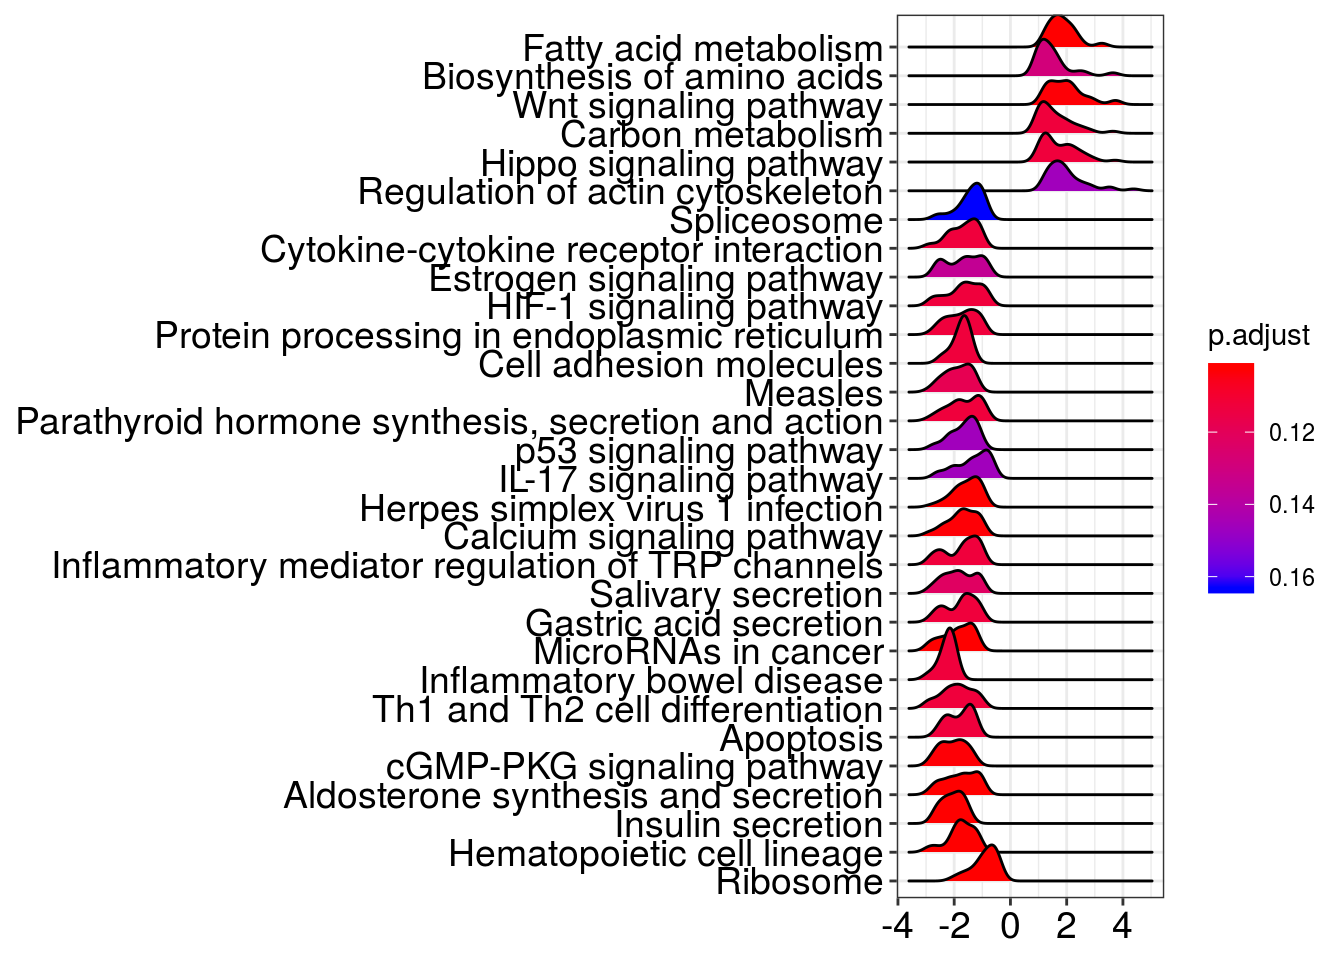 Fatty acid metabolism
Biosynthesis of amino acids
Wnt signaling pathway
Carbon metabolism
Hippo signaling pathway
Regulation of actin cytoskeleton
Spliceosome
Cytokine-cytokine receptor interaction
Estrogen signaling pathway
HIF-1 signaling pathway
Protein processing in endoplasmic reticulum
Cell adhesion molecules
Measles
Parathyroid hormone synthesis, secretion and action
p53 signaling pathway
IL-17 signaling pathway
Herpes simplex virus 1 infection
Calcium signaling pathway
Inflammatory mediator regulation of TRP channels
Salivary secretion
Gastric acid secretion
MicroRNAs in cancer
Inflammatory bowel disease
Th1 and Th2 cell differentiation
Apoptosis
cGMP-PKG signaling pathway
Aldosterone synthesis and secretion
Insulin secretion
Hematopoietic cell lineage
Ribosome
-4 -2 0 2 4
p.adjust
0.12
0.14
0.16